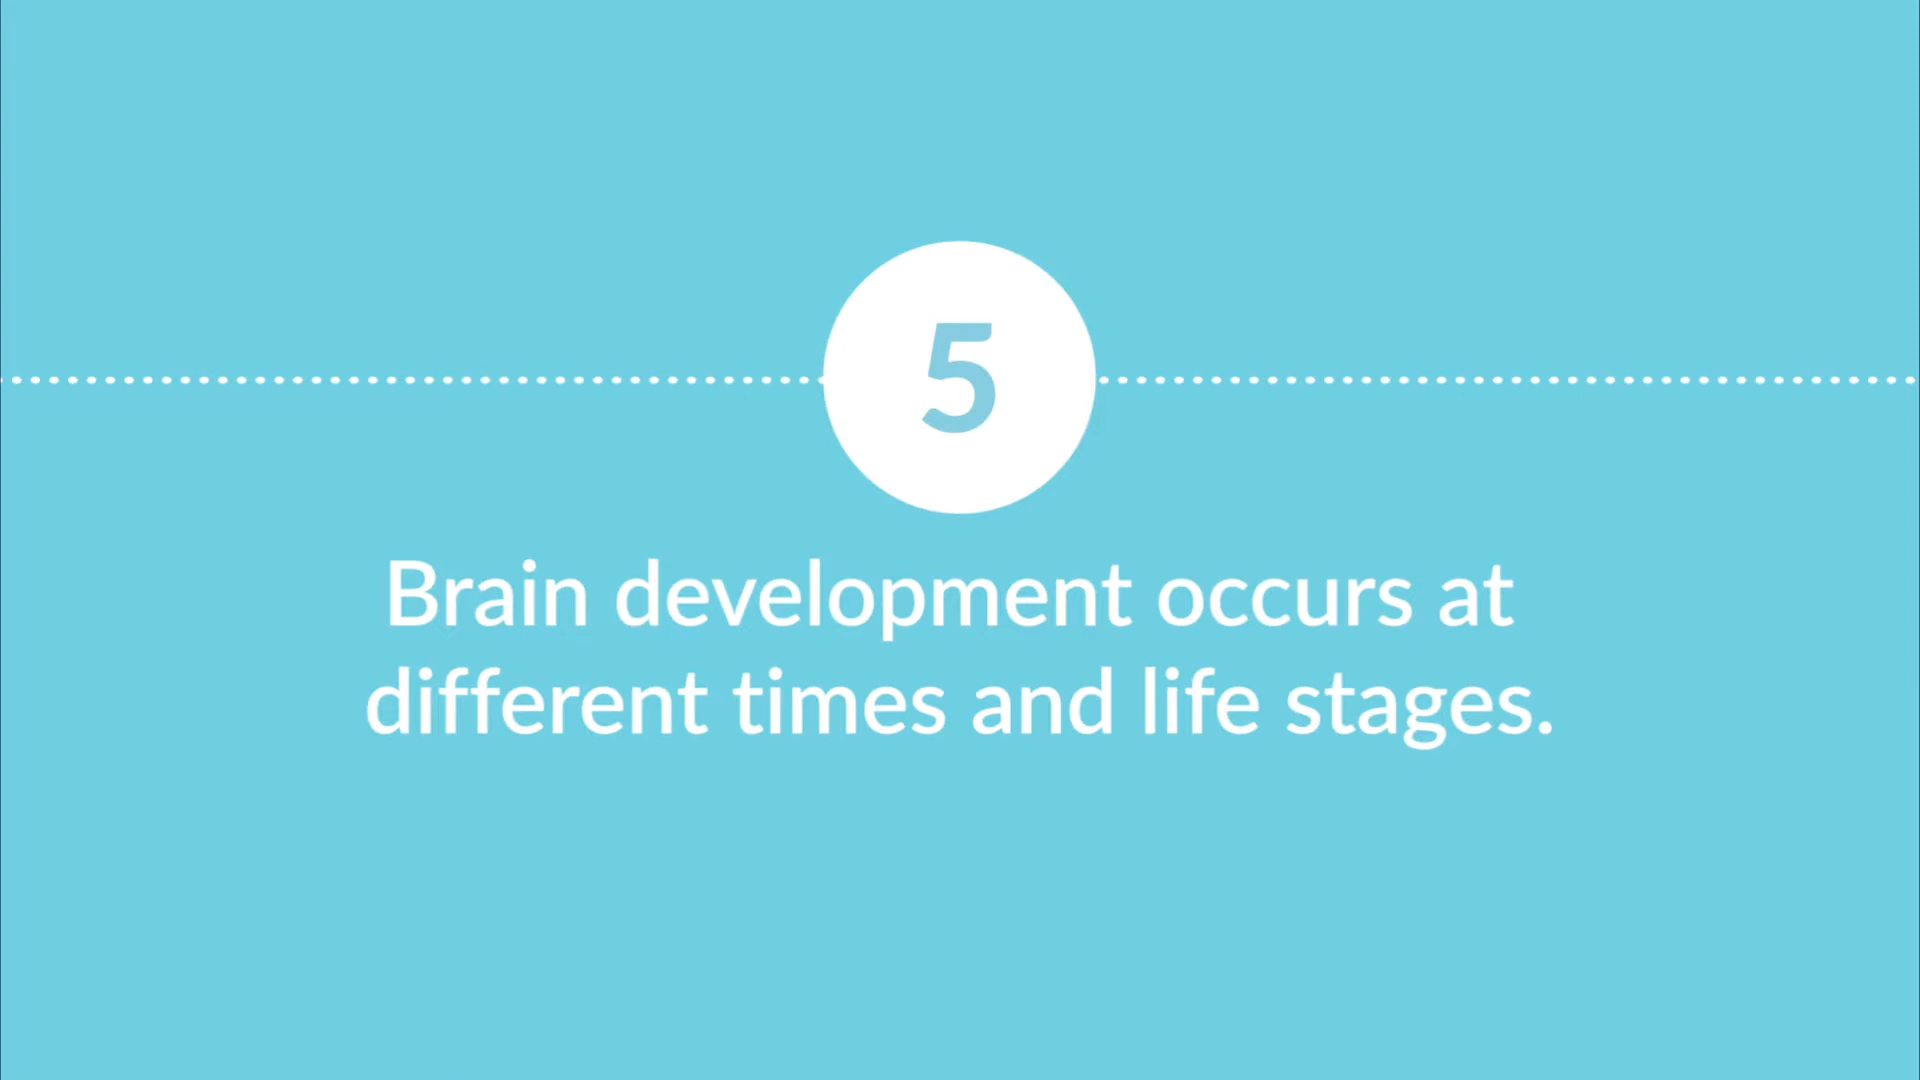 5
Brain development occurs at
different times and life stages.